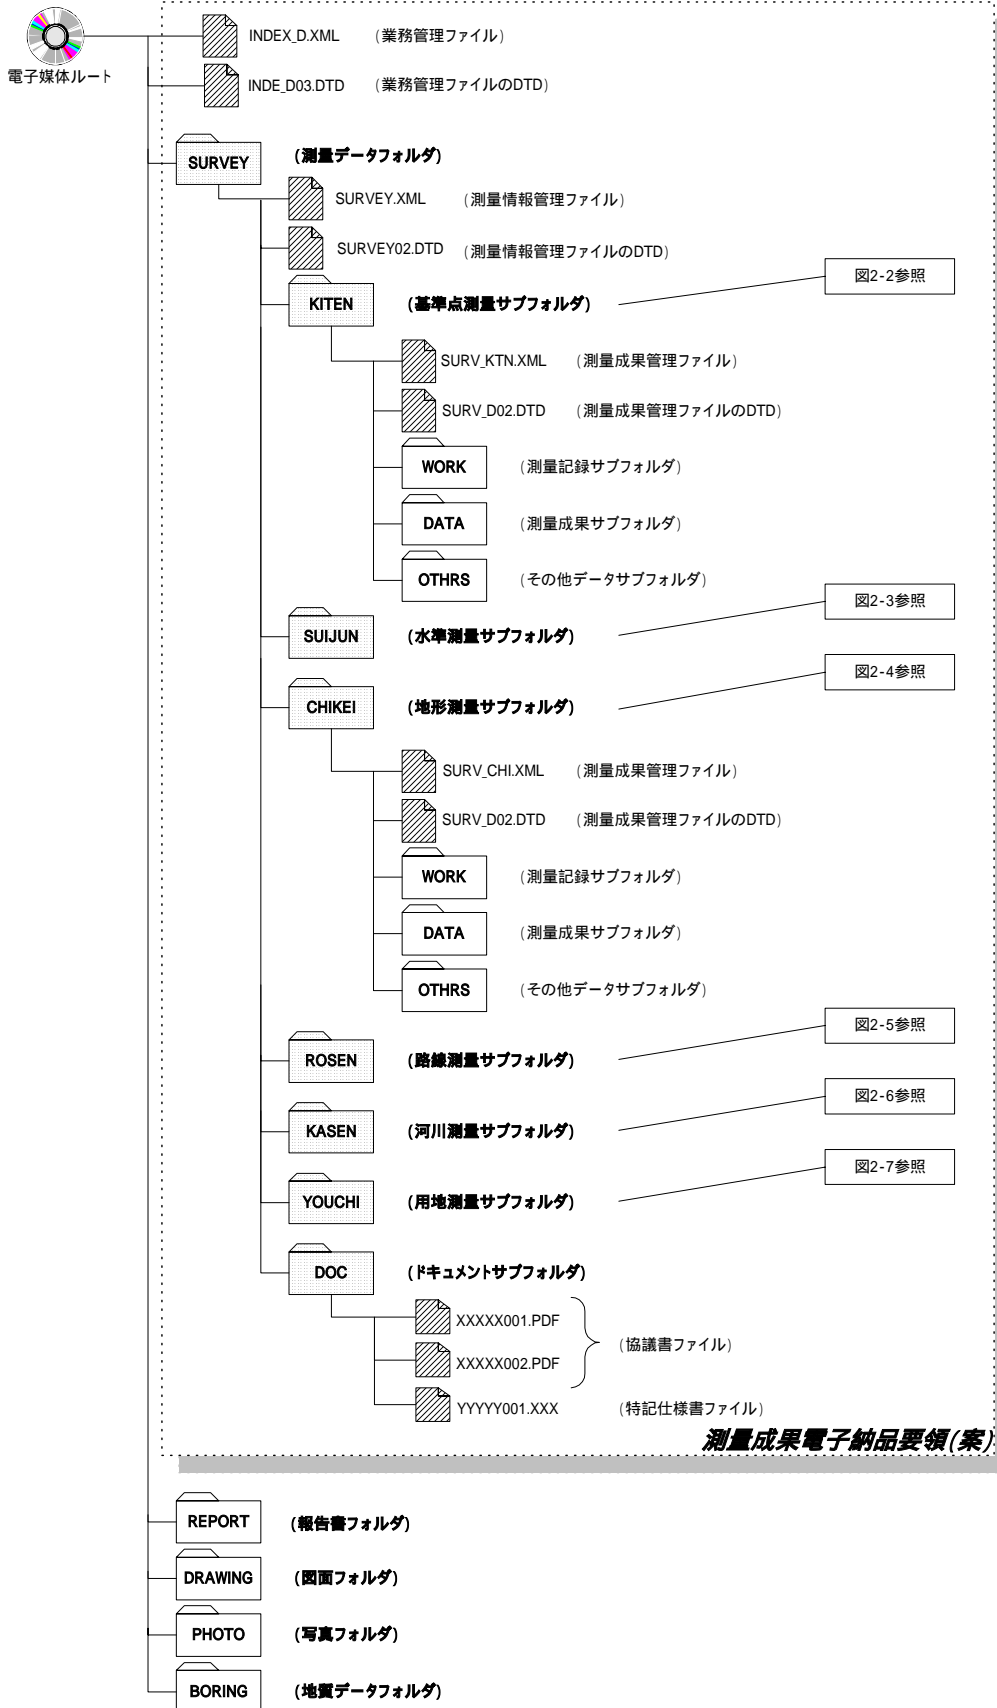 INDEX_D.XML (業務管理ファイル)
電子媒体ルート
INDE_D03.DTD (業務管理ファイルのDTD)
SURVEY (測量データフォルダ)
SURVEY.XML (測量情報管理ファイル)
SURVEY02.DTD (測量情報管理ファイルのDTD)
図2-2参照
KITEN (基準点測量サブフォルダ)
SURV_KTN.XML (測量成果管理ファイル)
SURV_D02.DTD (測量成果管理ファイルのDTD)
WORK (測量記録サブフォルダ)
DATA (測量成果サブフォルダ)
OTHRS (その他データサブフォルダ)
図2-3参照
SUIJUN (水準測量サブフォルダ)
図2-4参照
CHIKEI (地形測量サブフォルダ)
SURV_CHI.XML (測量成果管理ファイル)
SURV_D02.DTD (測量成果管理ファイルのDTD)
WORK (測量記録サブフォルダ)
DATA (測量成果サブフォルダ)
OTHRS (その他データサブフォルダ)
図2-5参照
ROSEN (路線測量サブフォルダ)
図2-6参照
KASEN (河川測量サブフォルダ)
図2-7参照
YOUCHI (用地測量サブフォルダ)
DOC (ドキュメントサブフォルダ)
XXXXX001.PDF
(協議書ファイル)
XXXXX002.PDF
YYYYY001.XXX (特記仕様書ファイル)
測量成果電子納品要領(案)
REPORT (報告書フォルダ)
DRAWING (図面フォルダ)
PHOTO (写真フォルダ)
BORING (地質データフォルダ)